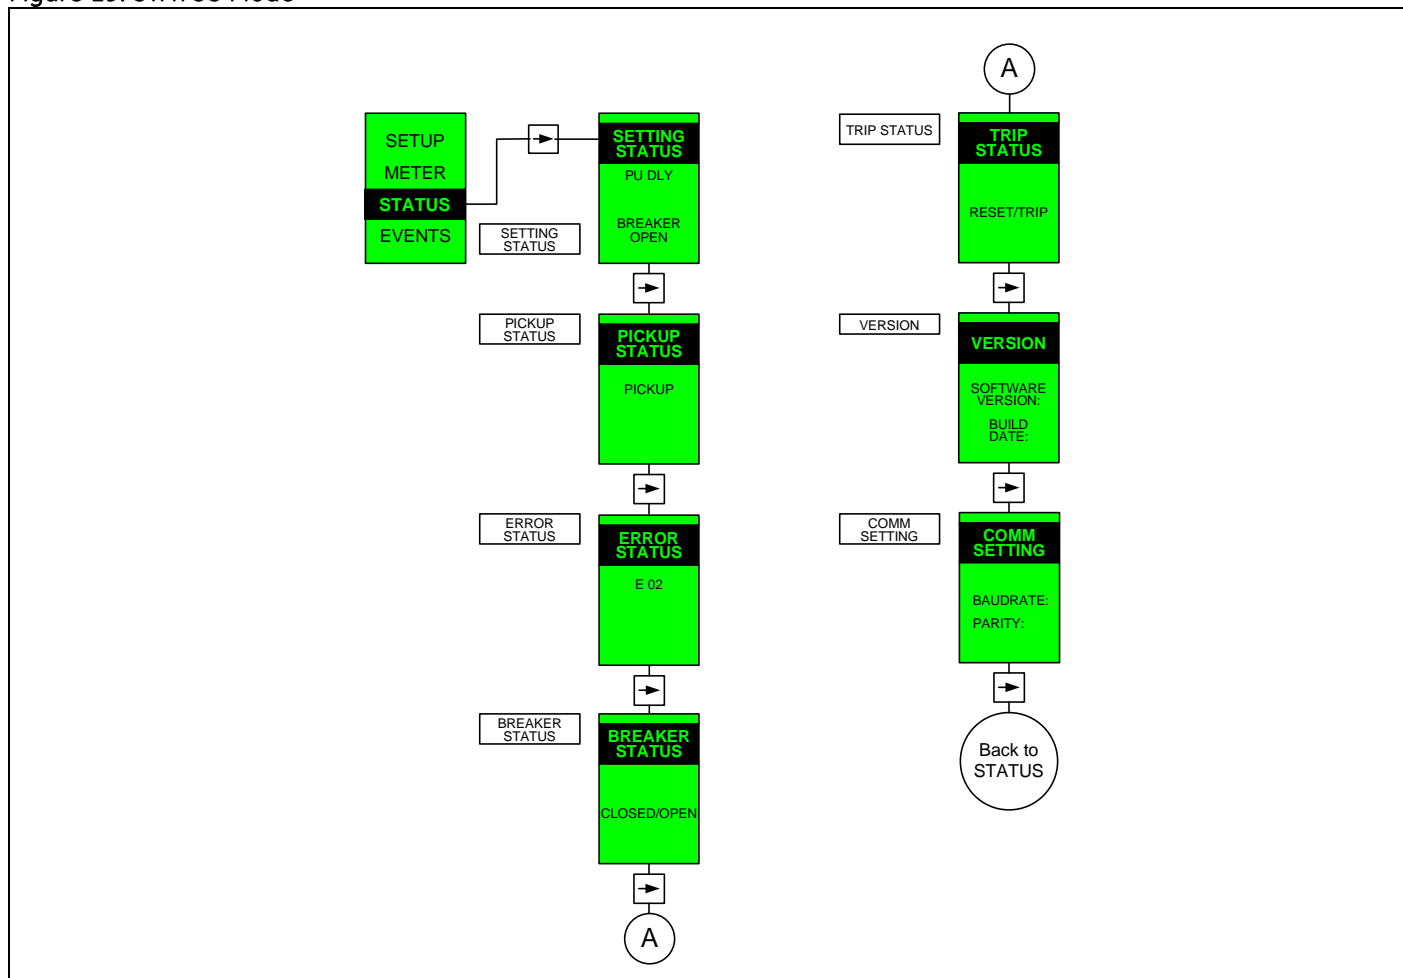 SETUP
METER
STATUS
EVENTS
SETTING
STATUS
SETTING
STATUS
PU DLY
BREAKER
OPEN
PICKUP
STATUS
PICKUP
STATUS
PICKUP
ERROR
STATUS
ERROR
STATUS
E 02
BREAKER
STATUS
BREAKER
STATUS
CLOSED/OPEN
A
A
TRIP STATUS
TRIP
STATUS
RESET/TRIP
VERSION
VERSION
SOFTWARE
VERSION:
BUILD
DATE:
COMM
SETTING
COMM
SETTING
BAUDRATE:
PARITY:
Back to
STATUS